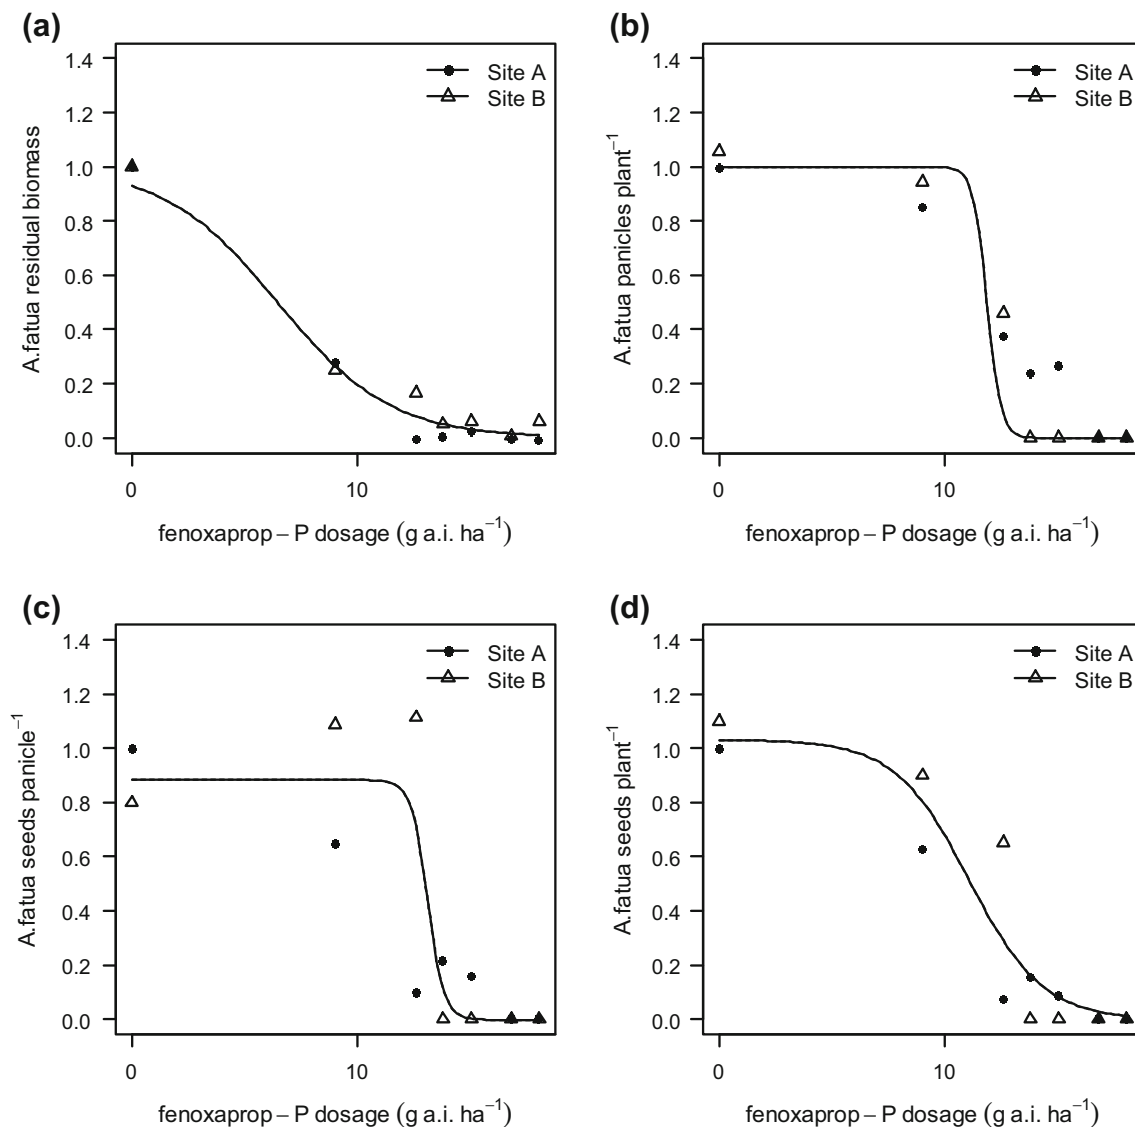 (a)
1.4
1.2
1.0
0.8
0.6
0.4
0.2
0.0
A.fatua residual biomass
Site A
Site B
0 10
fenoxaprop – P dosage (g a.i. ha⁻¹)
(b)
1.4
1.2
1.0
0.8
0.6
0.4
0.2
0.0
A.fatua panicles plant⁻¹
Site A
Site B
0 10
fenoxaprop – P dosage (g a.i. ha⁻¹)
(c)
1.4
1.2
1.0
0.8
0.6
0.4
0.2
0.0
A.fatua seeds panicle⁻¹
Site A
Site B
0 10
fenoxaprop – P dosage (g a.i. ha⁻¹)
(d)
1.4
1.2
1.0
0.8
0.6
0.4
0.2
0.0
A.fatua seeds plant⁻¹
Site A
Site B
0 10
fenoxaprop – P dosage (g a.i. ha⁻¹)